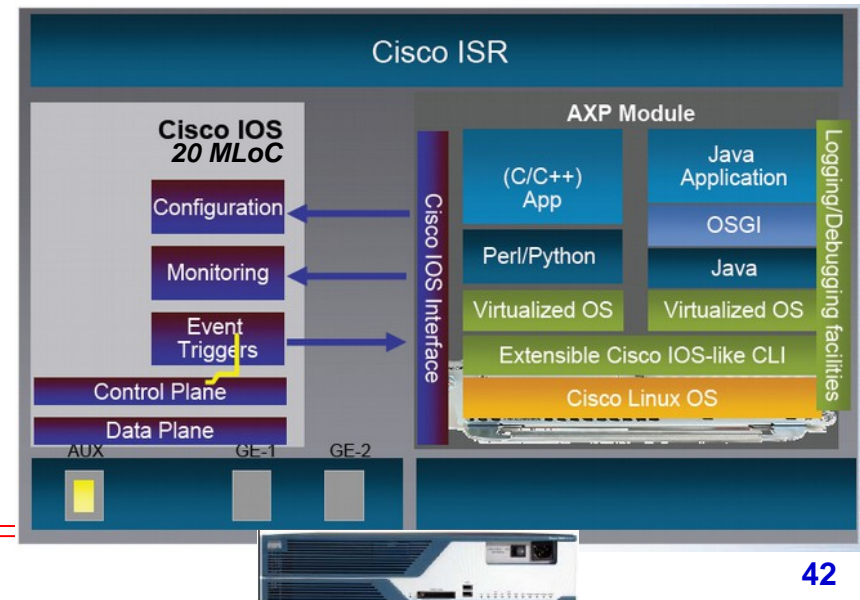 Cisco ISR
Cisco IOS
20 MLoC
Configuration
Monitoring
Event
Triggers
Control Plane
Data Plane
AUX
GE-1
GE-2
Cisco IOS Interface
AXP Module
(C/C++)
App
Perl/Python
Virtualized OS
Java
Application
OSGI
Java
Virtualized OS
Extensible Cisco IOS-like CLI
Cisco Linux OS
Logging/Debugging facilities
42